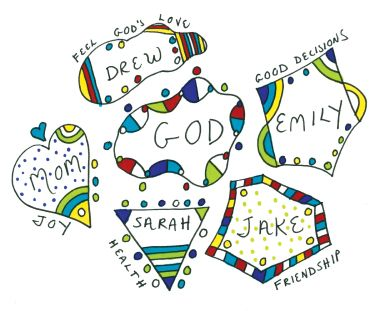 FEEL GOD'S LOVE
DREW
GOOD DECISIONS
EMILY
GOD
MOM
JOY
SARAH
HEALTH
JAKE
FRIENDSHIP